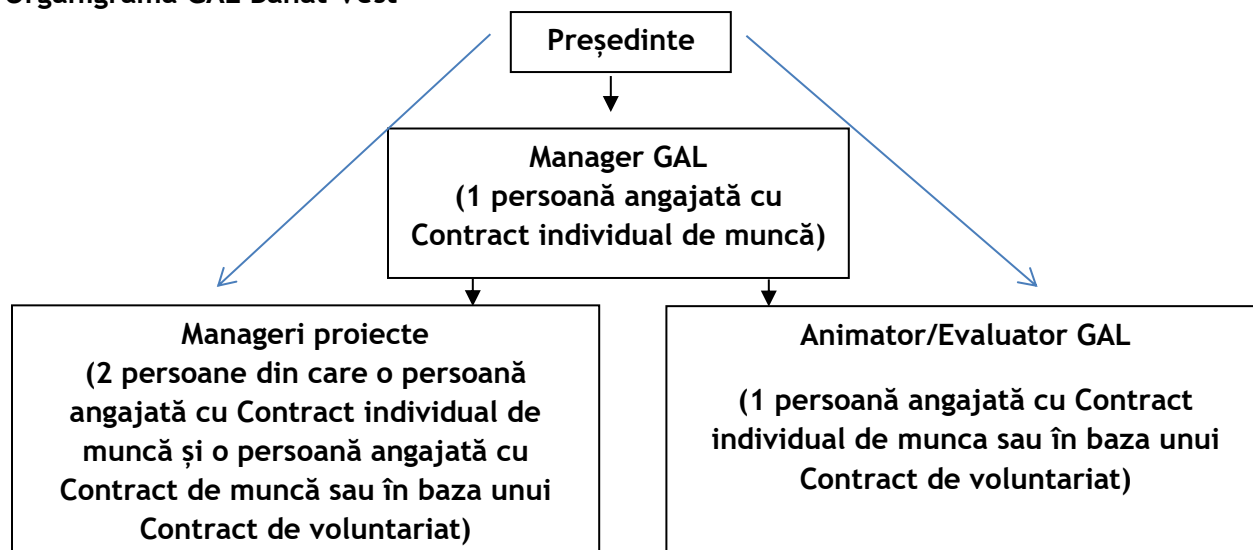 Organigrama GAL Banat-Vest
Președinte
Manager GAL
(1 persoană angajată cu
Contract individual de muncă)
Manageri proiecte
(2 persoane din care o persoană
angajată cu Contract individual de
muncă și o persoană angajată cu
Contract de muncă sau în baza unui
Contract de voluntariat)
Animator/Evaluator GAL
(1 persoană angajată cu Contract
individual de munca sau în baza unui
Contract de voluntariat)